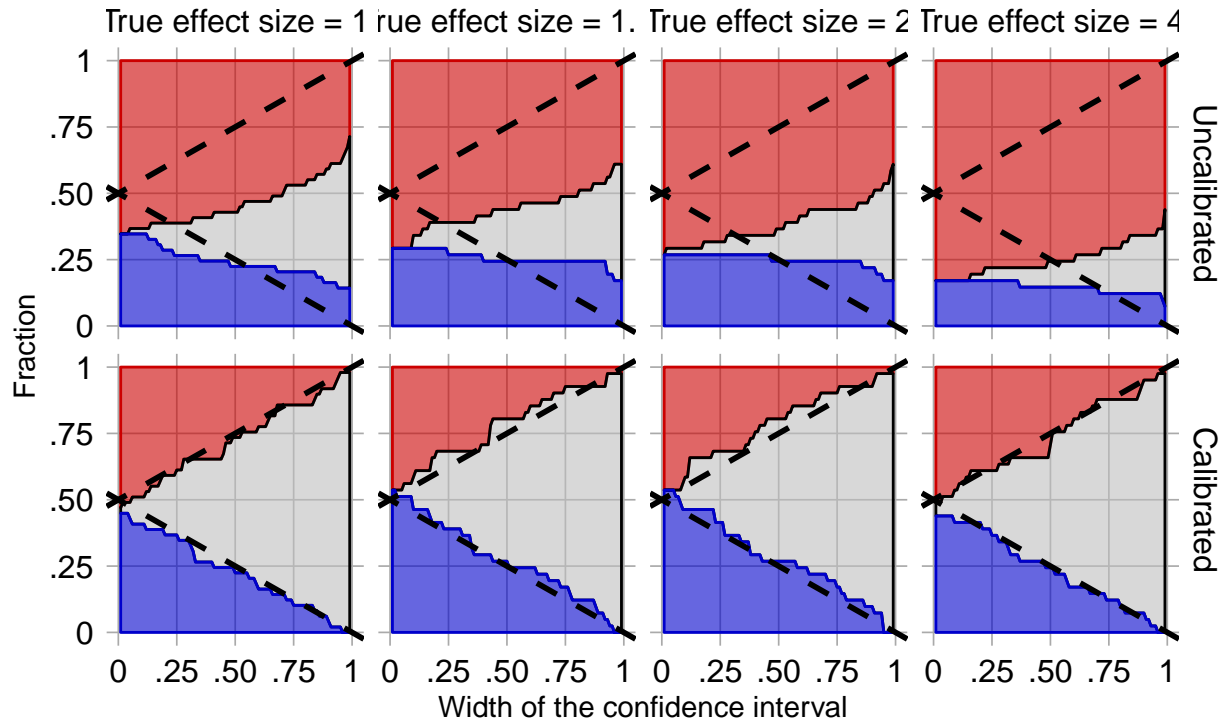 True effect size = 1
rue effect size = 1.
True effect size = 2
True effect size = 4
1
.75
.50
.25
0
Uncalibrated
Fraction
1
.75
.50
.25
0
Calibrated
0 .25 .50 .75 1
0 .25 .50 .75 1
0 .25 .50 .75 1
0 .25 .50 .75 1
Width of the confidence interval